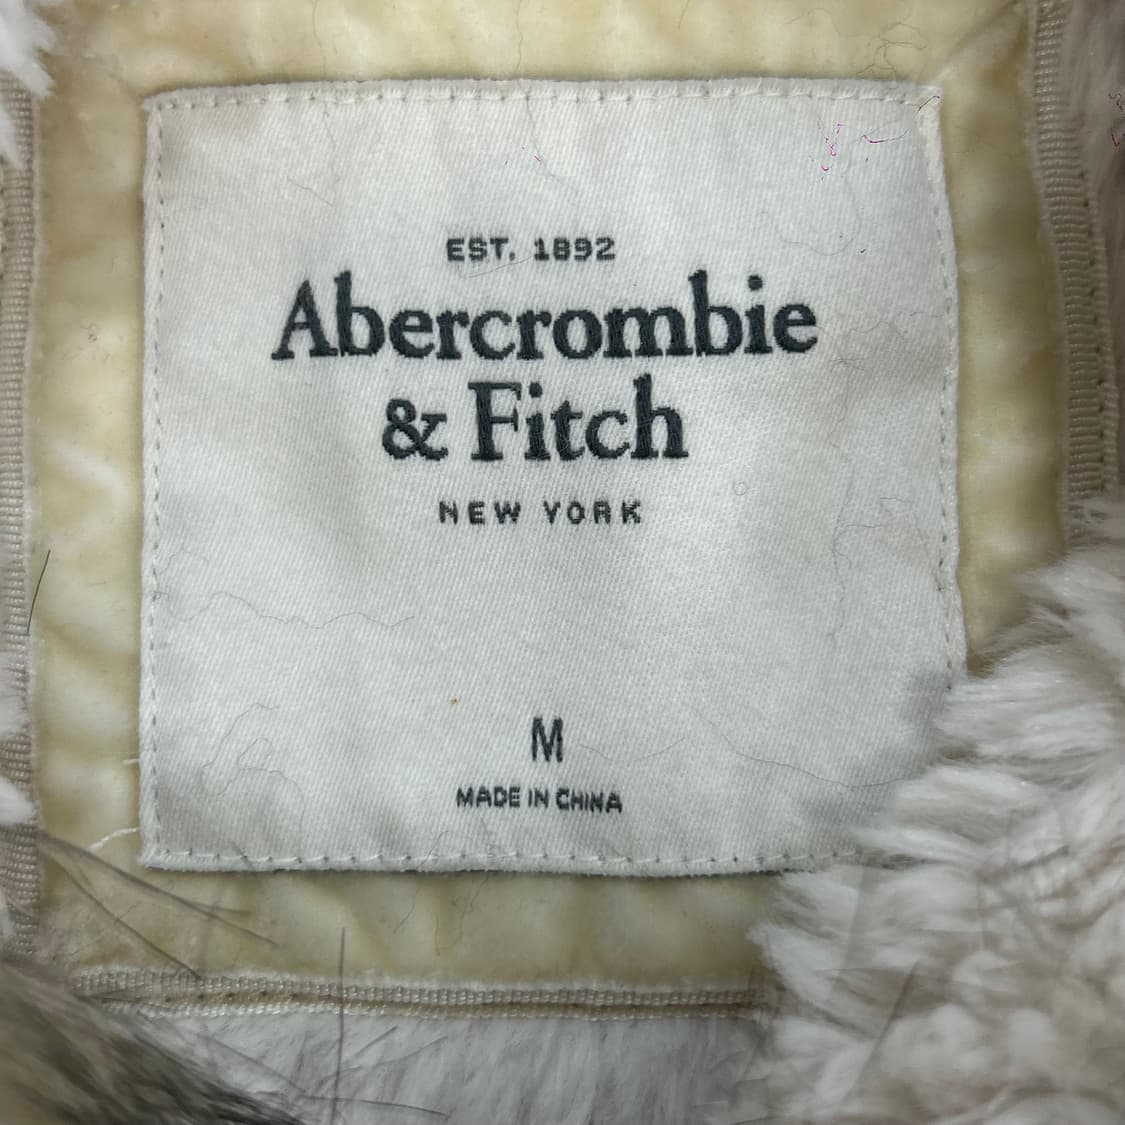 EST. 1892
Abercrombie
& Fitch
NEW YORK
M
MADE IN CHINA